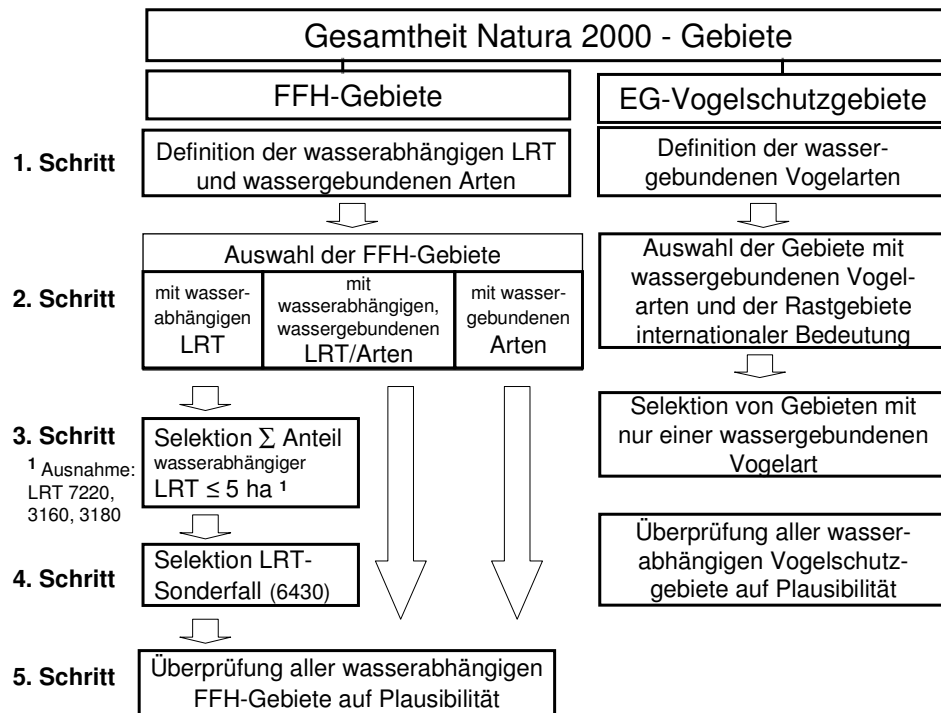 Gesamtheit Natura 2000 - Gebiete
FFH-Gebiete
EG-Vogelschutzgebiete
1. Schritt
Definition der wasserabhängigen LRT
und wassergebundenen Arten
Definition der wasser-
gebundenen Vogelarten
2. Schritt
Auswahl der FFH-Gebiete
mit wasser-
abhängigen
LRT
mit
wasserabhängigen,
wassergebundenen
LRT/Arten
mit wasser-
gebundenen
Arten
Auswahl der Gebiete mit
wassergebundenen Vogel-
arten und der Rastgebiete
internationaler Bedeutung
3. Schritt
¹ Ausnahme:
LRT 7220,
3160, 3180
Selektion ∑ Anteil
wasserabhängiger
LRT ≤ 5 ha ¹
Selektion von Gebieten mit
nur einer wassergebundenen
Vogelart
4. Schritt
Selektion LRT-
Sonderfall (6430)
Überprüfung aller wasser-
abhängigen Vogelschutz-
gebiete auf Plausibilität
5. Schritt
Überprüfung aller wasserabhängigen
FFH-Gebiete auf Plausibilität